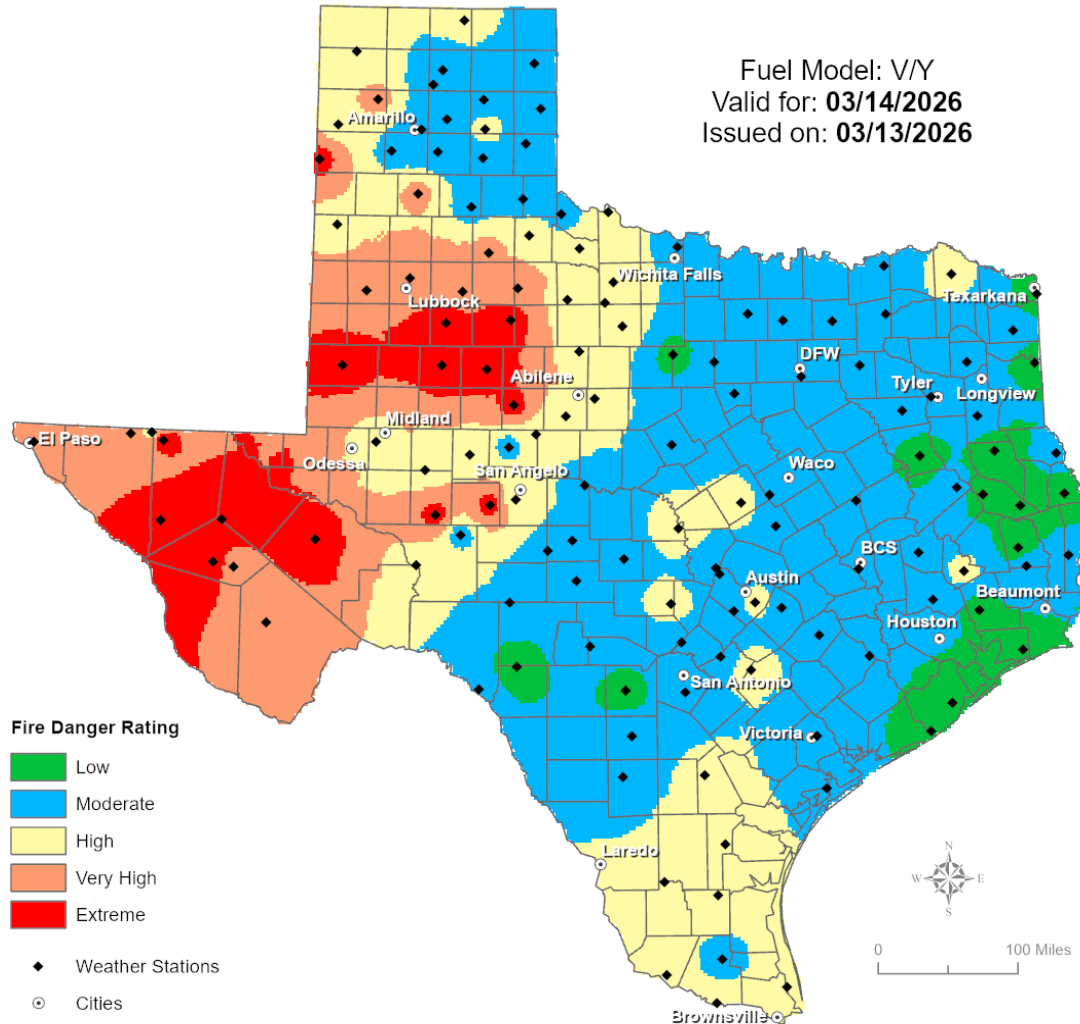 Fuel Model: V/Y
Valid for: 03/14/2026
Issued on: 03/13/2026
Amarillo
Wichita Falls
Lubbock
Texarkana
DFW
Abilene
Tyler
Longview
Midland
El Paso
Odessa
San Angelo
Waco
BCS
Austin
Beaumont
Houston
San Antonio
Victoria
Laredo
Brownsville
Fire Danger Rating
Low
Moderate
High
Very High
Extreme
Weather Stations
Cities
N
W E
S
0 100 Miles